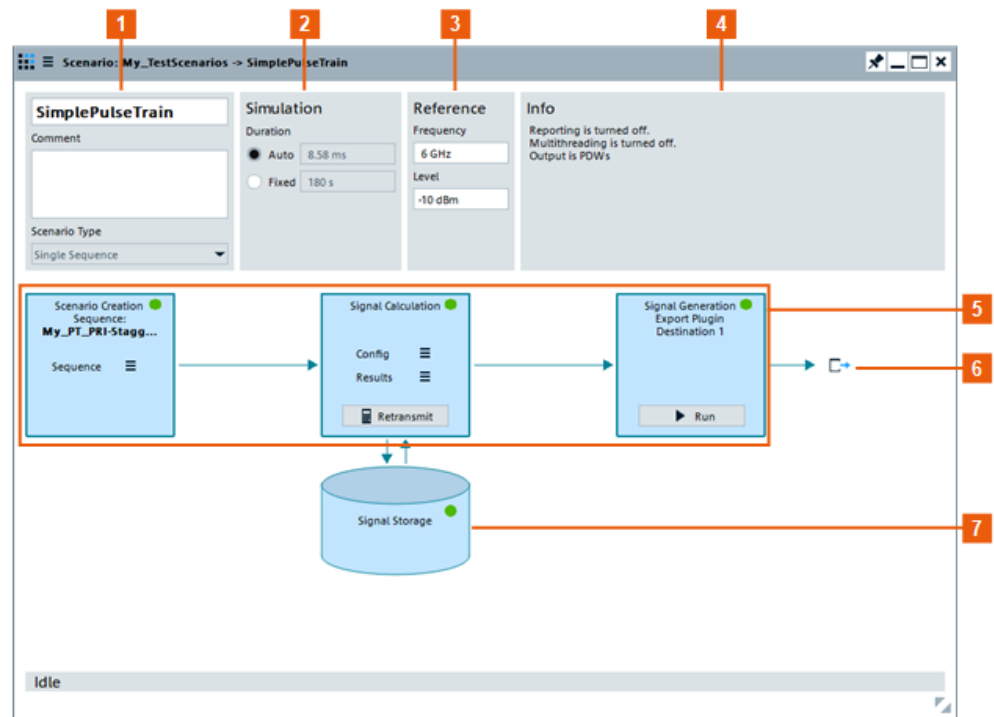 1
2
3
4
Scenario: My_TestScenarios -> SimplePulseTrain
SimplePulseTrain
Comment
Scenario Type
Single Sequence
Simulation
Duration
Auto 8.58 ms
Fixed 180 s
Reference
Frequency
6 GHz
Level
-10 dBm
Info
Reporting is turned off.
Multithreading is turned off.
Output is PDWs
Scenario Creation
Sequence:
My_PT_PRI-Stagg...
Sequence
Signal Calculation
Config
Results
Retransmit
Signal Generation
Export Plugin
Destination 1
Run
5
6
Signal Storage
7
Idle